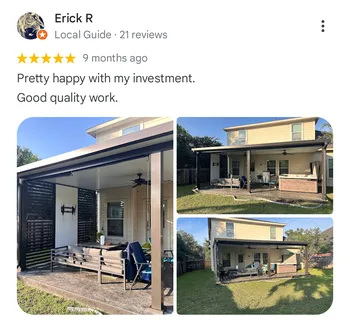 Erick R
Local Guide · 21 reviews
9 months ago
Pretty happy with my investment.
Good quality work.